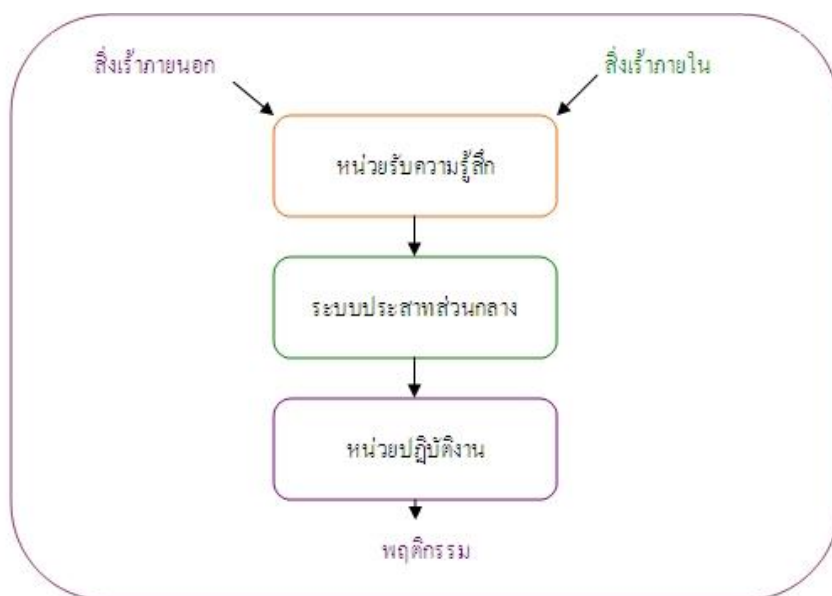 สิ่งเร้าภายนอก
สิ่งเร้าภายใน
หน่วยรับความรู้สึก
ระบบประสาทส่วนกลาง
หน่วยปฏิบัติงาน
พฤติกรรม